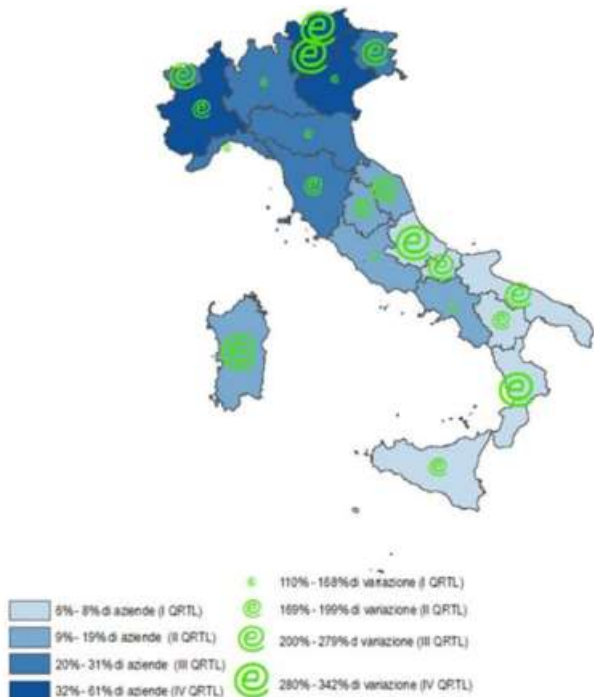 6%- 8% di aziende (I QRTL)
9%- 19% di aziende (II QRTL)
20%- 31% di aziende (III QRTL)
32%- 61% di aziende (IV QRTL)
110%- 168% di variazione (I QRTL)
169%- 199% di variazione (II QRTL)
200% - 279% d variazione (III QRTL)
280% - 342% d variazione (IV QRTL)